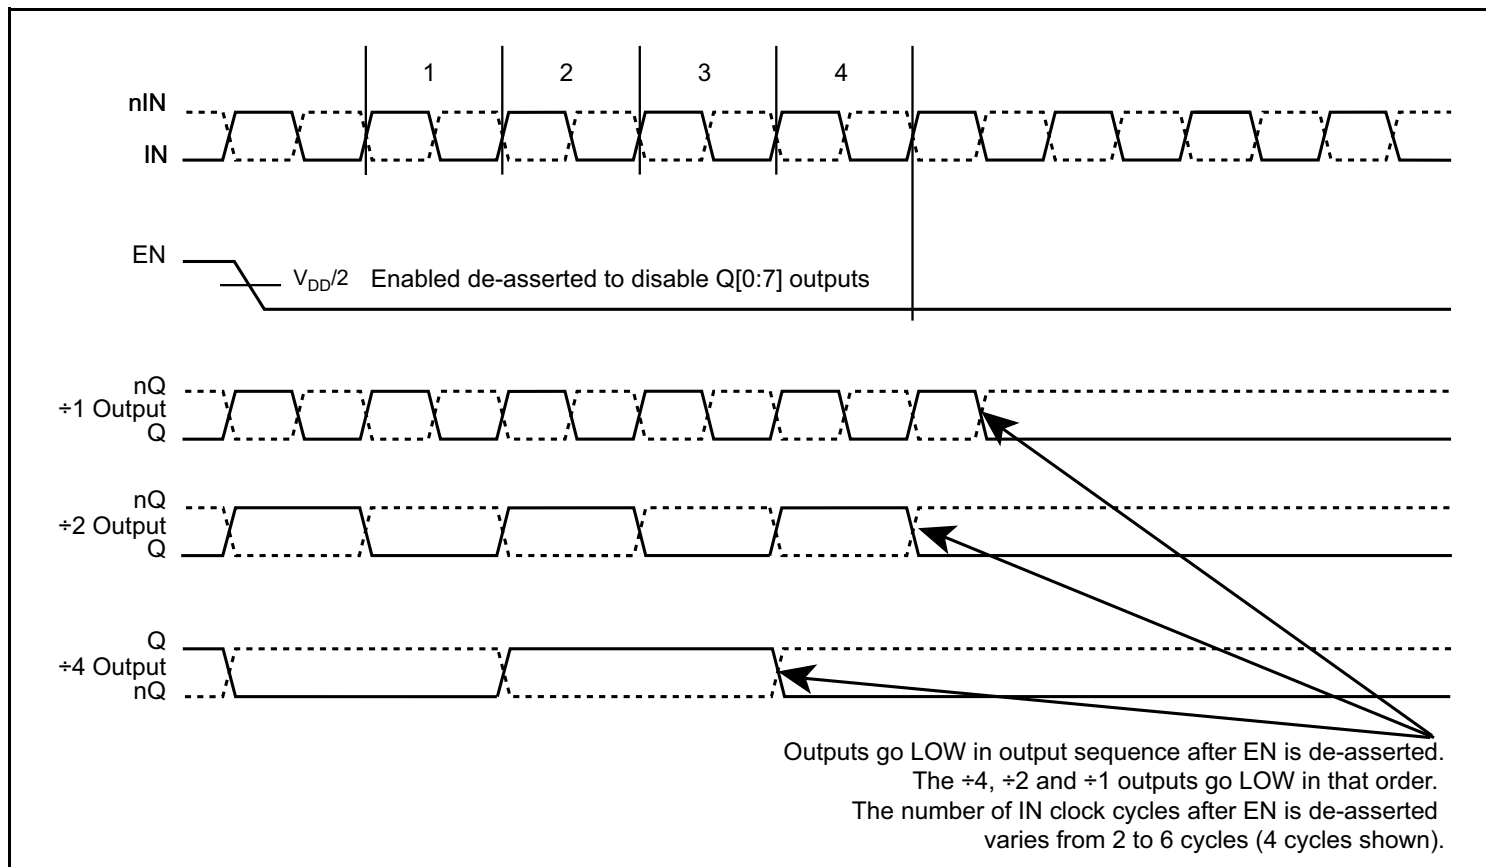 1 2 3 4
nIN
IN
EN
VDD/2 Enabled de-asserted to disable Q[0:7] outputs
nQ
÷1 Output
Q
nQ
÷2 Output
Q
Q
÷4 Output
nQ
Outputs go LOW in output sequence after EN is de-asserted.
The ÷4, ÷2 and ÷1 outputs go LOW in that order.
The number of IN clock cycles after EN is de-asserted
varies from 2 to 6 cycles (4 cycles shown).